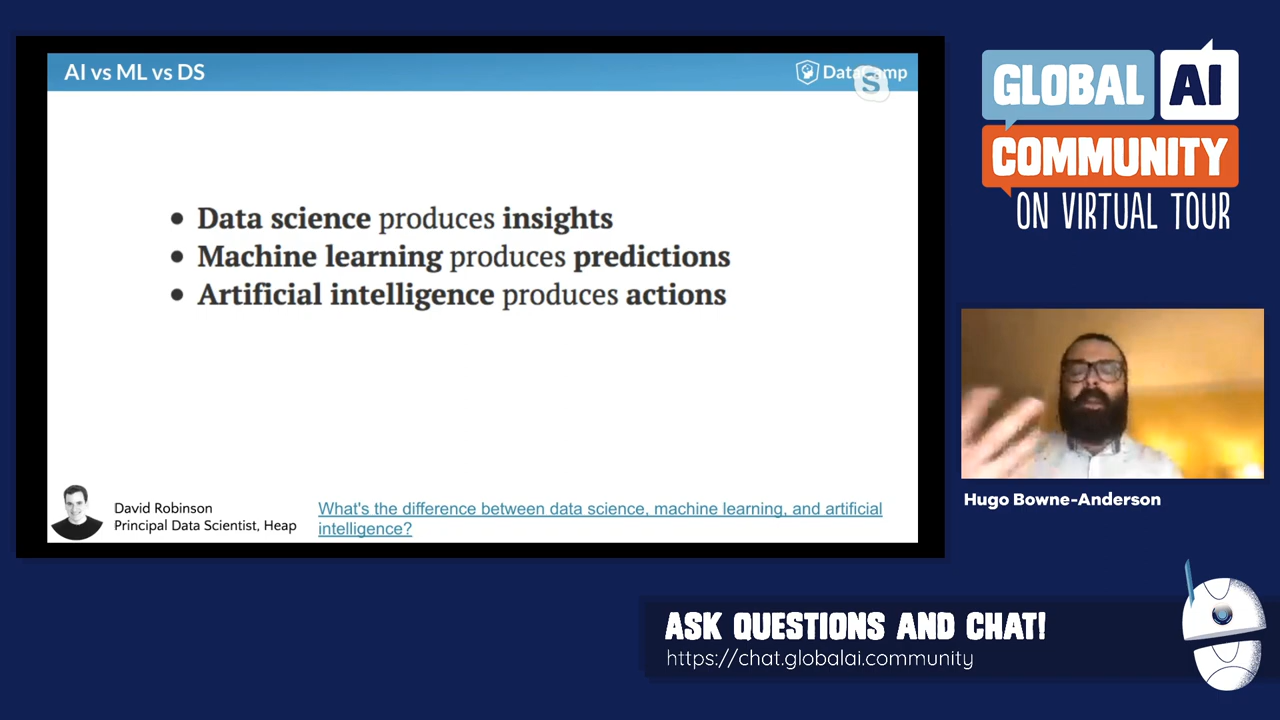 AI vs ML vs DS
DataCamp
Data science produces insights
Machine learning produces predictions
Artificial intelligence produces actions
David Robinson
Principal Data Scientist, Heap
What's the difference between data science, machine learning, and artificial
intelligence?
GLOBAL AI
COMMUNITY
ON VIRTUAL TOUR
Hugo Bowne-Anderson
ASK QUESTIONS AND CHAT!
https://chat.globalai.community